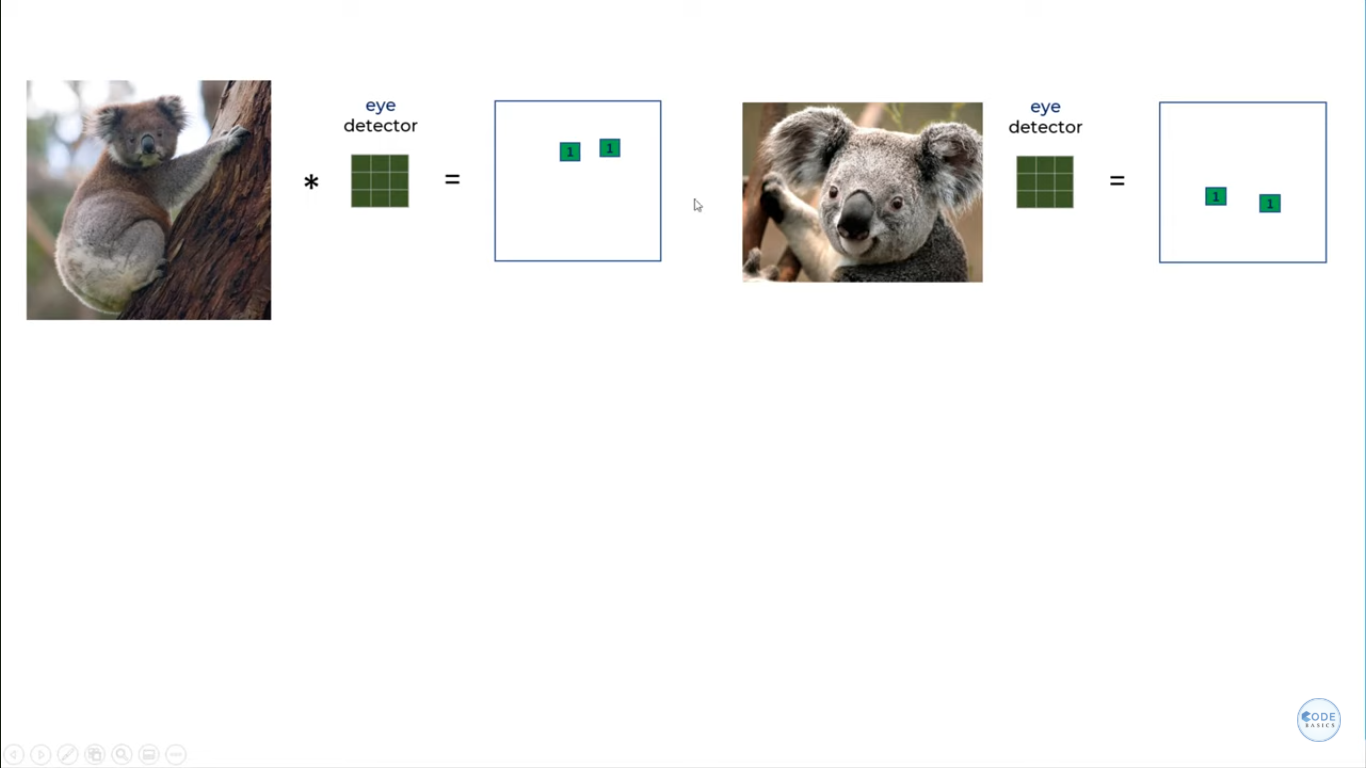 eye
detector
*
=
1
1
eye
detector
=
1
1
CODE
BASICS